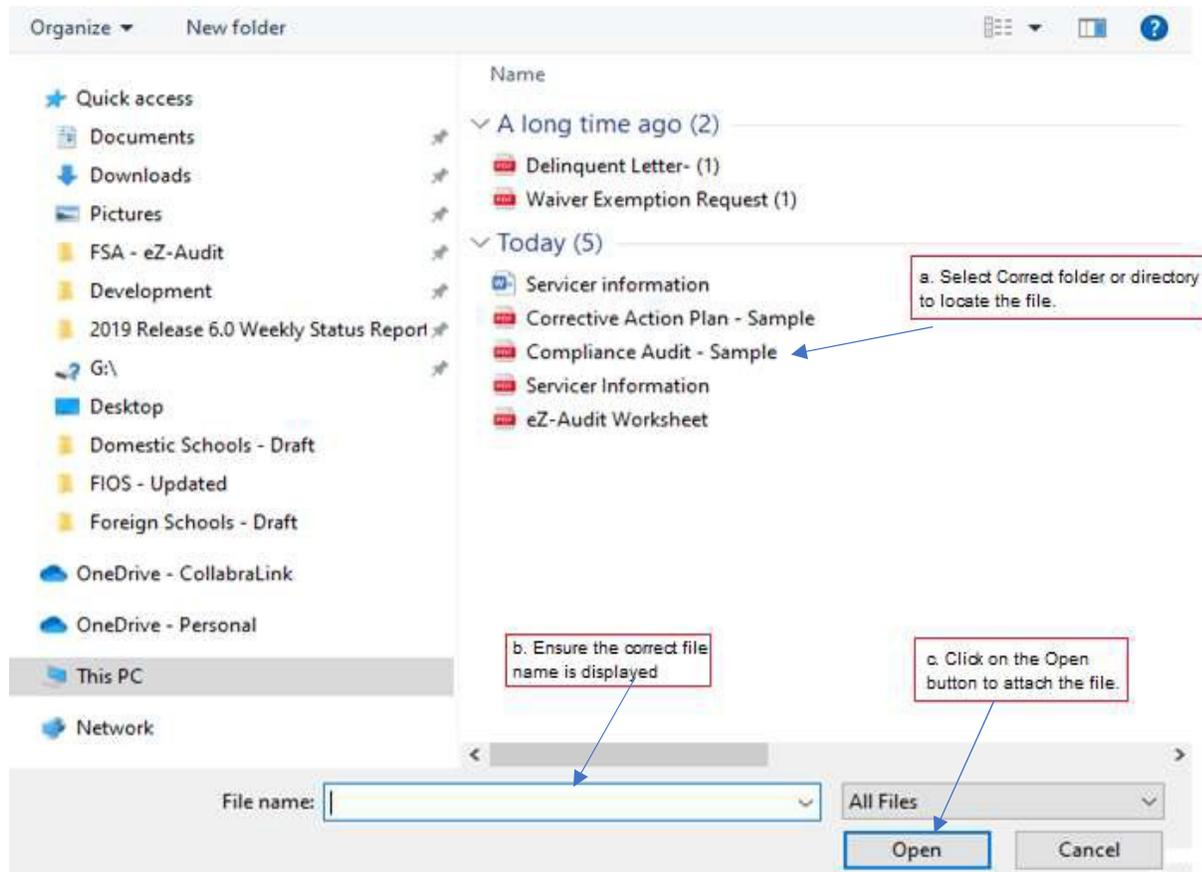 Organize New folder
Quick access
Documents
Downloads
Pictures
FSA - eZ-Audit
Development
2019 Release 6.0 Weekly Status Report
G:\
Desktop
Domestic Schools - Draft
FIOS - Updated
Foreign Schools - Draft
OneDrive - CollabraLink
OneDrive - Personal
This PC
Network
Name
A long time ago (2)
Delinquent Letter- (1)
Waiver Exemption Request (1)
Today (5)
Servicer information
Corrective Action Plan - Sample
Compliance Audit - Sample
Servicer Information
eZ-Audit Worksheet
a. Select Correct folder or directory
to locate the file.
b. Ensure the correct file
name is displayed
c. Click on the Open
button to attach the file.
File name:
All Files
Open Cancel